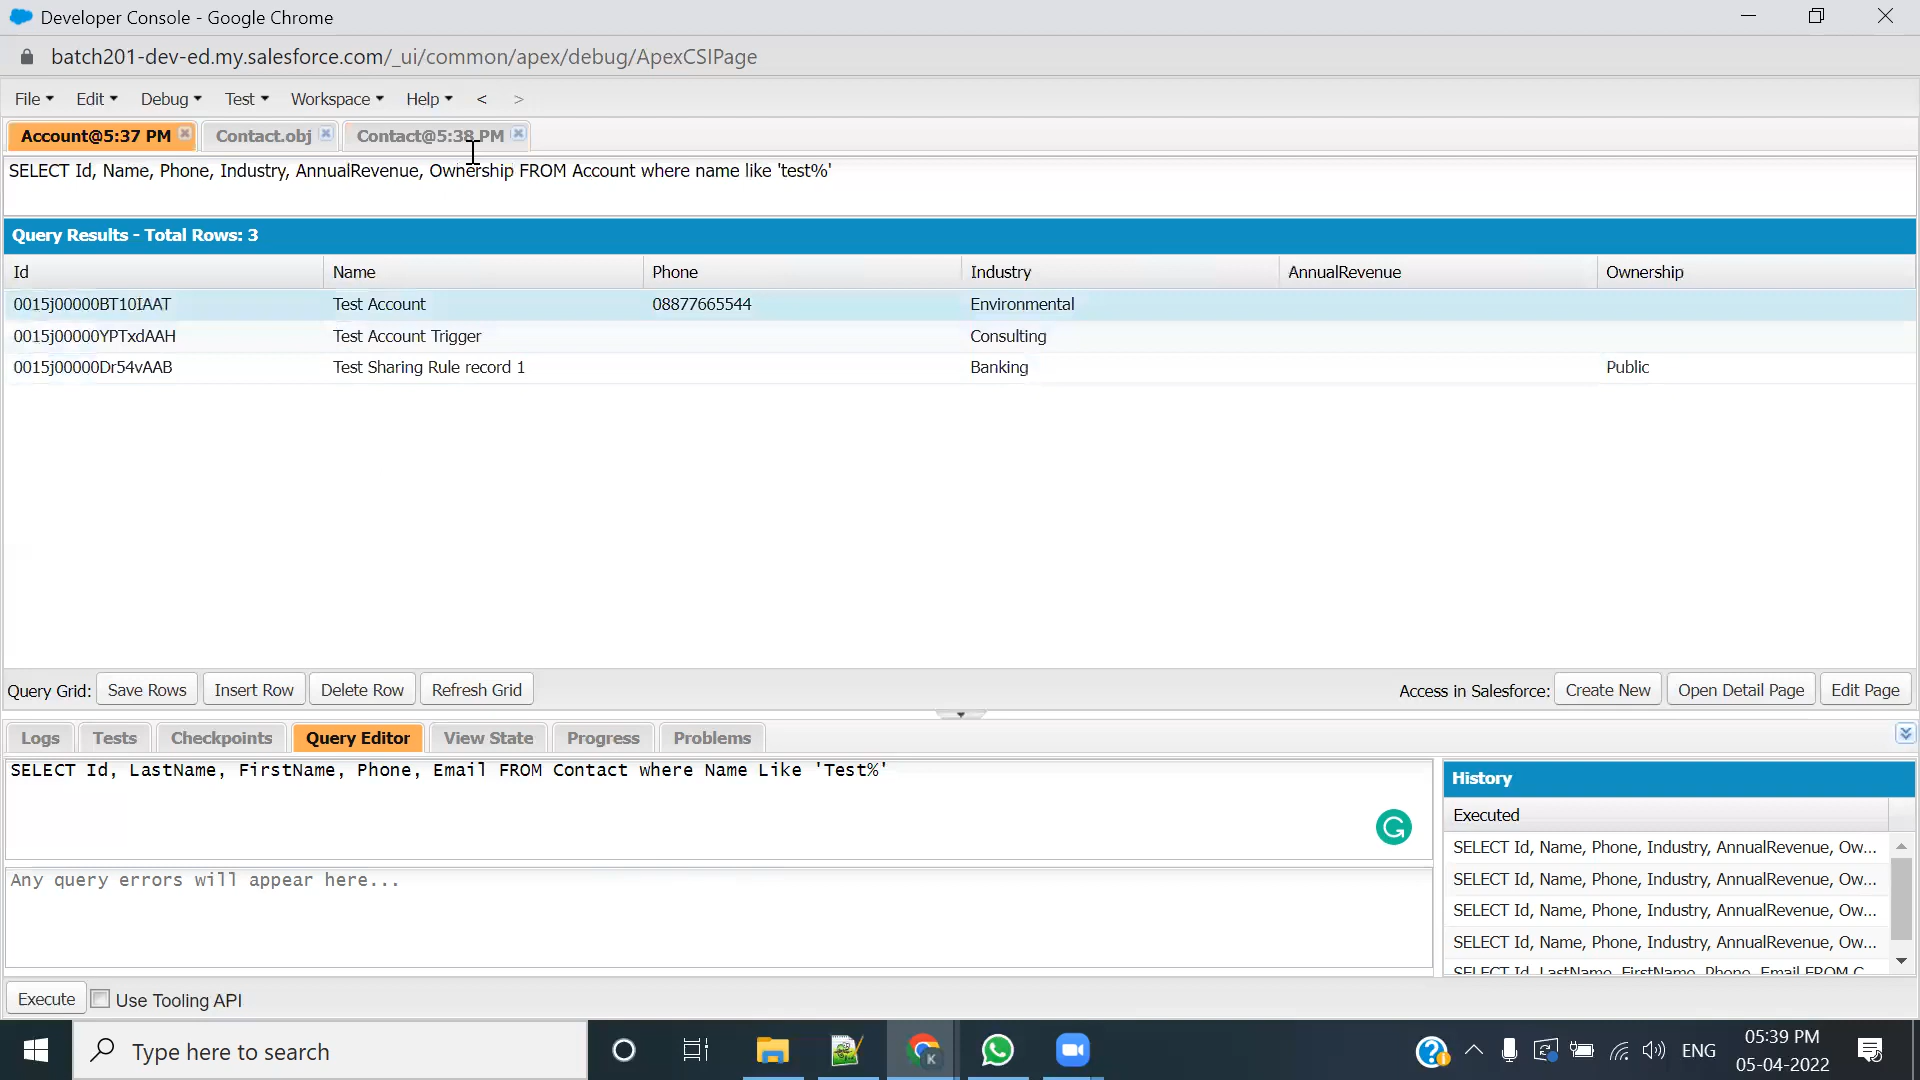 Developer Console - Google Chrome
batch201-dev-ed.my.salesforce.com/_ui/common/apex/debug/ApexCSIPage
File Edit Debug Test Workspace Help < >
Account@5:37 PM Contact.obj Contact@5:38 PM
SELECT Id, Name, Phone, Industry, AnnualRevenue, Ownership FROM Account where name like 'test%'
Query Results - Total Rows: 3
Id Name Phone Industry AnnualRevenue Ownership
0015j00000BT10IAAT Test Account 08877665544 Environmental
0015j00000YPTxdAAH Test Account Trigger Consulting
0015j00000Dr54vAAB Test Sharing Rule record 1 Banking Public
Query Grid: Save Rows Insert Row Delete Row Refresh Grid Access in Salesforce: Create New Open Detail Page Edit Page
Logs Tests Checkpoints Query Editor View State Progress Problems
SELECT Id, LastName, FirstName, Phone, Email FROM Contact where Name Like 'Test%'
Any query errors will appear here...
History
Executed
SELECT Id, Name, Phone, Industry, AnnualRevenue, Ow...
SELECT Id, Name, Phone, Industry, AnnualRevenue, Ow...
SELECT Id, Name, Phone, Industry, AnnualRevenue, Ow...
SELECT Id, Name, Phone, Industry, AnnualRevenue, Ow...
SELECT Id, LastName, FirstName, Phone, Email FROM C...
Execute Use Tooling API
Type here to search
ENG
05:39 PM
05-04-2022